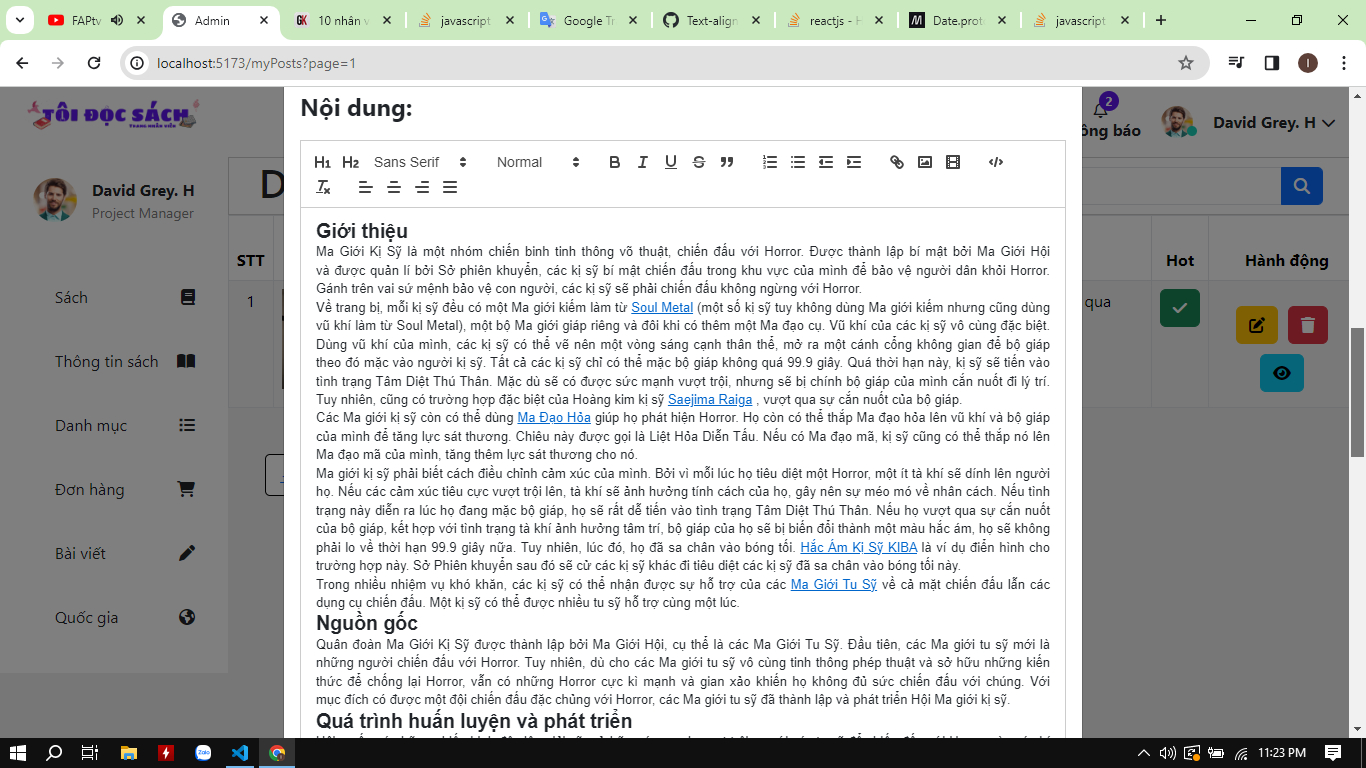 FAPtv
Admin
10 nhân v
javascript
Google Tr
Text-align
reactjs - H
Date.prot
javascript
localhost:5173/myPosts?page=1
I
TÔI ĐỌC SÁCH
TRANG NHÂN VIÊN
2
ông báo
David Grey. H
David Grey. H
Project Manager
Sách
Thông tin sách
Danh mục
Đơn hàng
Bài viết
Quốc gia
D
STT
Hot
Hành động
1
qua
Nội dung:
H1 H2 Sans Serif Normal B I U S
Giới thiệu
Ma Giới Kị Sỹ là một nhóm chiến binh tinh thông võ thuật, chiến đấu với Horror. Được thành lập bí mật bởi Ma Giới Hội
và được quản lí bởi Sở phiên khuyển, các kị sỹ bí mật chiến đấu trong khu vực của mình để bảo vệ người dân khỏi Horror.
Gánh trên vai sứ mệnh bảo vệ con người, các kị sỹ sẽ phải chiến đấu không ngừng với Horror.
Về trang bị, mỗi kị sỹ đều có một Ma giới kiếm làm từ Soul Metal (một số kị sỹ tuy không dùng Ma giới kiếm nhưng cũng dùng
vũ khí làm từ Soul Metal), một bộ Ma giới giáp riêng và đôi khi có thêm một Ma đạo cụ. Vũ khí của các kị sỹ vô cùng đặc biệt.
Dùng vũ khí của mình, các kị sỹ có thể vẽ nên một vòng sáng cạnh thân thể, mở ra một cánh cổng không gian để bộ giáp
theo đó mặc vào người kị sỹ. Tất cả các kị sỹ chỉ có thể mặc bộ giáp không quá 99.9 giây. Quá thời hạn này, kị sỹ sẽ tiến vào
tình trạng Tâm Diệt Thú Thân. Mặc dù sẽ có được sức mạnh vượt trội, nhưng sẽ bị chính bộ giáp của mình cắn nuốt đi lý trí.
Tuy nhiên, cũng có trường hợp đặc biệt của Hoàng kim kị sỹ Saejima Raiga , vượt qua sự cắn nuốt của bộ giáp.
Các Ma giới kị sỹ còn có thể dùng Ma Đạo Hỏa giúp họ phát hiện Horror. Họ còn có thể thắp Ma đạo hỏa lên vũ khí và bộ giáp
của mình để tăng lực sát thương. Chiêu này được gọi là Liệt Hỏa Diễn Tấu. Nếu có Ma đạo mã, kị sỹ cũng có thể thắp nó lên
Ma đạo mã của mình, tăng thêm lực sát thương cho nó.
Ma giới kị sỹ phải biết cách điều chỉnh cảm xúc của mình. Bởi vì mỗi lúc họ tiêu diệt một Horror, một ít tà khí sẽ dính lên người
họ. Nếu các cảm xúc tiêu cực vượt trội lên, tà khí sẽ ảnh hưởng tính cách của họ, gây nên sự méo mó về nhân cách. Nếu tình
trạng này diễn ra lúc họ đang mặc bộ giáp, họ sẽ rất dễ tiến vào tình trạng Tâm Diệt Thú Thân. Nếu họ vượt qua sự cắn nuốt
của bộ giáp, kết hợp với tình trạng tà khí ảnh hưởng tâm trí, bộ giáp của họ sẽ bị biến đổi thành một màu hắc ám, họ sẽ không
phải lo về thời hạn 99.9 giây nữa. Tuy nhiên, lúc đó, họ đã sa chân vào bóng tối. Hắc Ám Kị Sỹ KIBA là ví dụ điển hình cho
trường hợp này. Sở Phiên khuyển sau đó sẽ cử các kị sỹ khác đi tiêu diệt các kị sỹ đã sa chân vào bóng tối này.
Trong nhiều nhiệm vụ khó khăn, các kị sỹ có thể nhận được sự hỗ trợ của các Ma Giới Tu Sỹ về cả mặt chiến đấu lẫn các
dụng cụ chiến đấu. Một kị sỹ có thể được nhiều tu sỹ hỗ trợ cùng một lúc.
Nguồn gốc
Quân đoàn Ma Giới Kị Sỹ được thành lập bởi Ma Giới Hội, cụ thể là các Ma Giới Tu Sỹ. Đầu tiên, các Ma giới tu sỹ mới là
những người chiến đấu với Horror. Tuy nhiên, dù cho các Ma giới tu sỹ vô cùng tinh thông phép thuật và sở hữu những kiến
thức để chống lại Horror, vẫn có những Horror cực kì mạnh và gian xảo khiến họ không đủ sức chiến đấu với chúng. Với
mục đích có được một đội chiến đấu đặc chủng với Horror, các Ma giới tu sỹ đã thành lập và phát triển Hội Ma giới kị sỹ.
Quá trình huấn luyện và phát triển
Zalo
11:23 PM